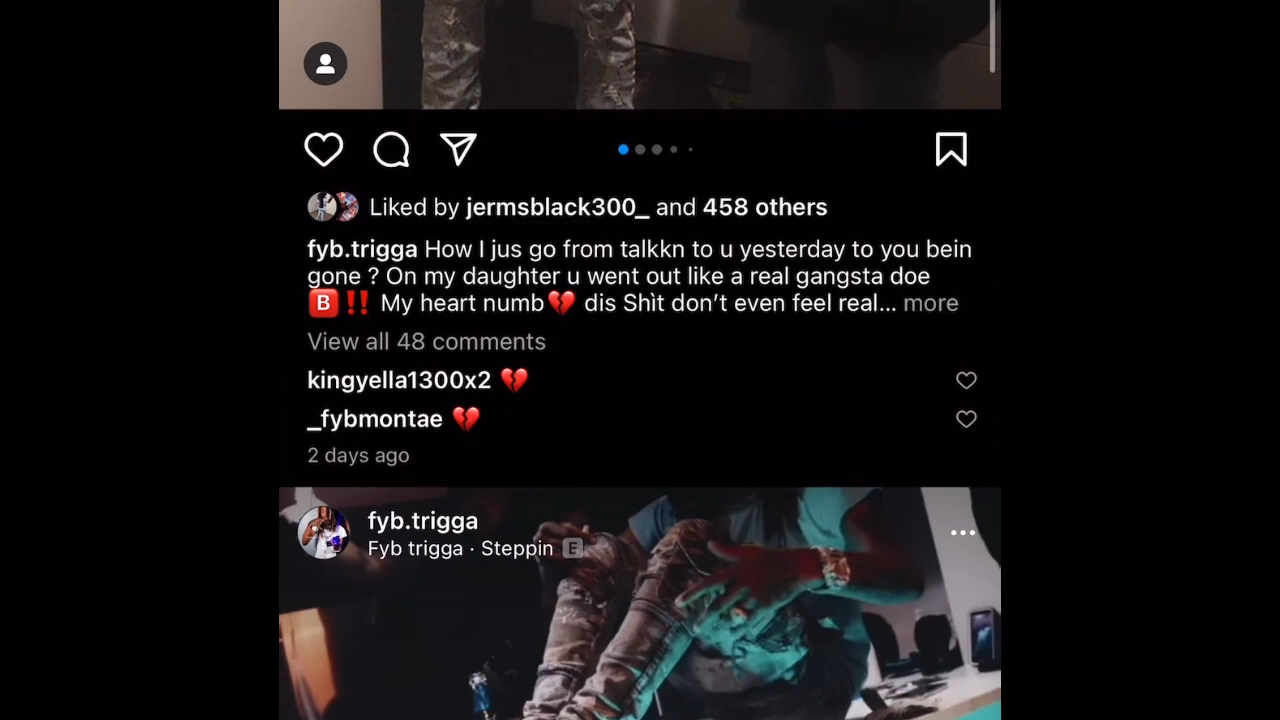 Liked by jermsblack300_ and 458 others
fyb.trigga How I jus go from talkkn to u yesterday to you bein
gone ? On my daughter u went out like a real gangsta doe
🅱️‼️ My heart numb💔 dis Shìt don’t even feel real... more
View all 48 comments
kingyella1300x2 💔
_fybmontae 💔
2 days ago
fyb.trigga
Fyb trigga · Steppin E